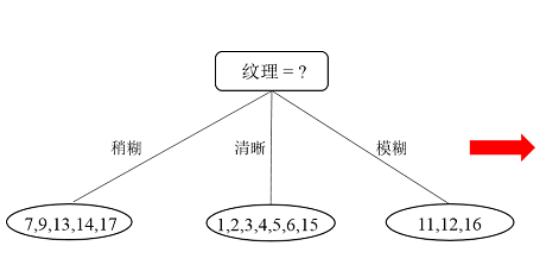 纹理 = ?
稍糊
清晰
模糊
7,9,13,14,17
1,2,3,4,5,6,15
11,12,16